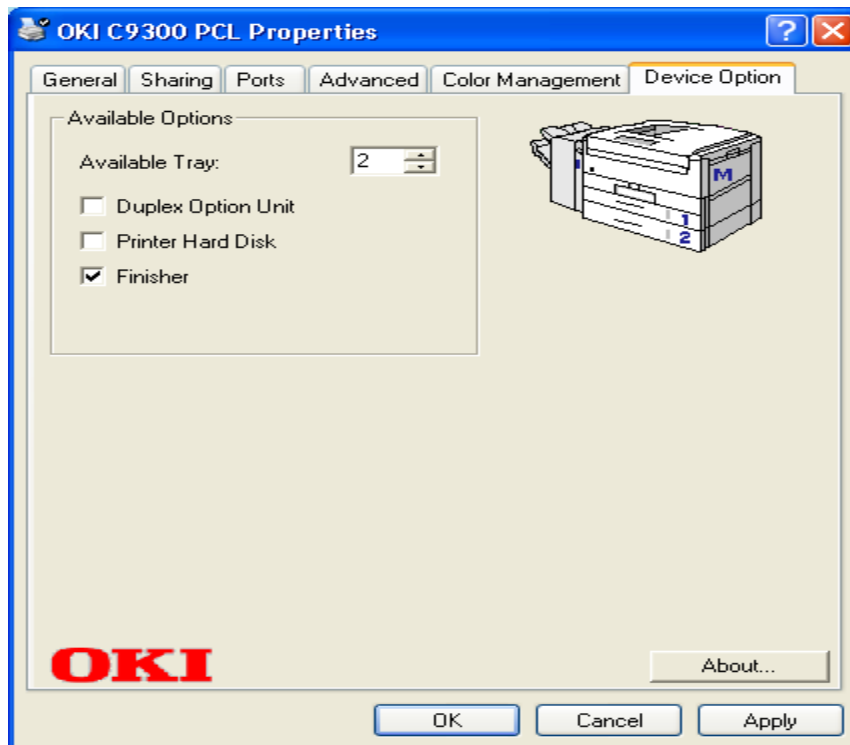 OKI C9300 PCL Properties
General Sharing Ports Advanced Color Management Device Option
Available Options
Available Tray: 2
Duplex Option Unit
Printer Hard Disk
Finisher
M
1
2
OKI
About...
OK Cancel Apply